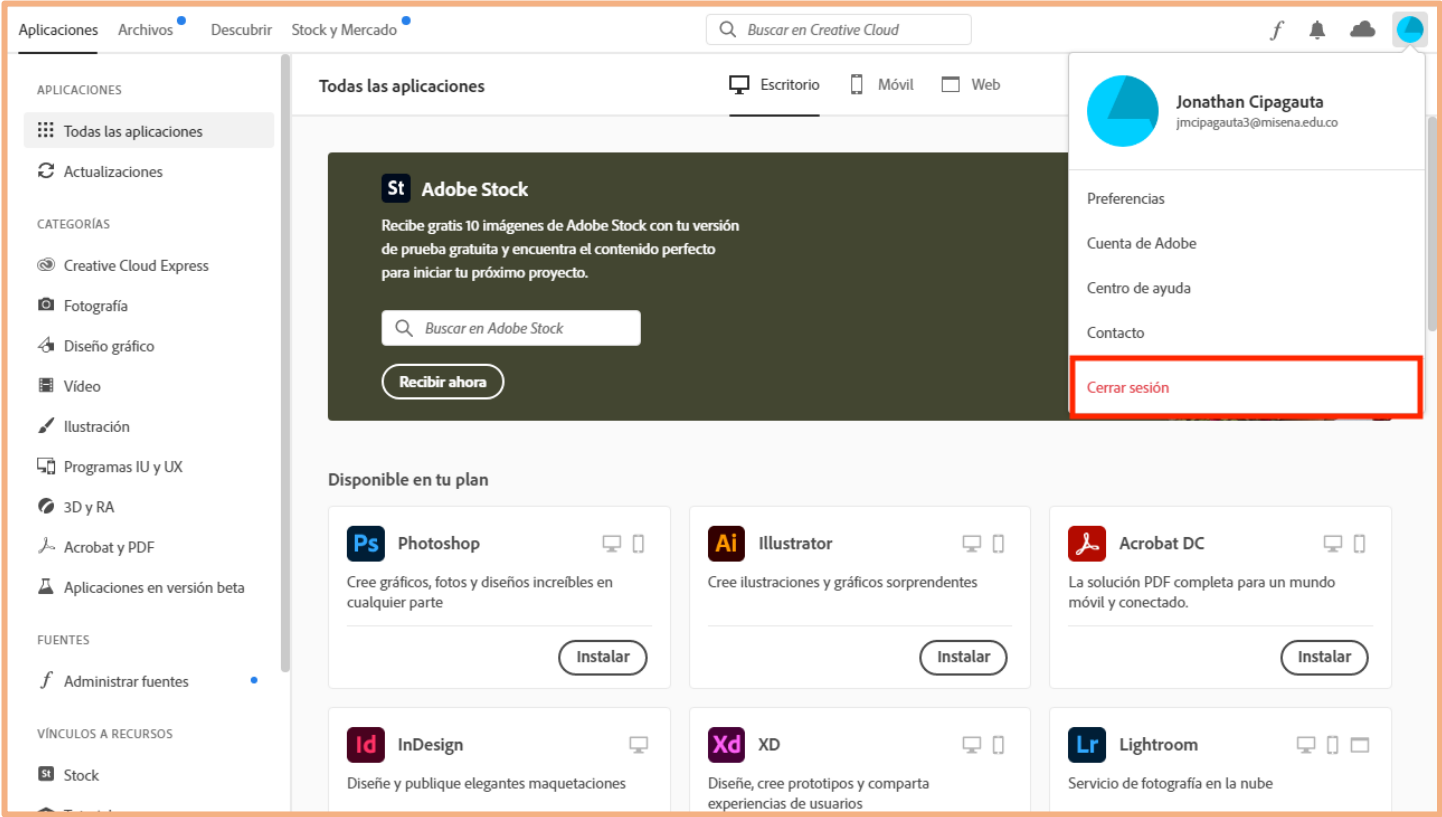 Aplicaciones Archivos Descubrir Stock y Mercado Buscar en Creative Cloud
APLICACIONES
Todas las aplicaciones
Actualizaciones
CATEGORÍAS
Creative Cloud Express
Fotografía
Diseño gráfico
Vídeo
Ilustración
Programas IU y UX
3D y RA
Acrobat y PDF
Aplicaciones en versión beta
FUENTES
Administrar fuentes
VÍNCULOS A RECURSOS
St Stock
Todas las aplicaciones Escritorio Móvil Web
St Adobe Stock
Recibe gratis 10 imágenes de Adobe Stock con tu versión
de prueba gratuita y encuentra el contenido perfecto
para iniciar tu próximo proyecto.
Buscar en Adobe Stock
Recibir ahora
Jonathan Cipagauta
jmcipagauta3@misena.edu.co
Preferencias
Cuenta de Adobe
Centro de ayuda
Contacto
Cerrar sesión
Disponible en tu plan
Ps Photoshop
Cree gráficos, fotos y diseños increíbles en
cualquier parte
Instalar
Ai Illustrator
Cree ilustraciones y gráficos sorprendentes
Instalar
Acrobat DC
La solución PDF completa para un mundo
móvil y conectado.
Instalar
Id InDesign
Diseñe y publique elegantes maquetaciones
Xd XD
Diseñe, cree prototipos y comparta
experiencias de usuarios
Lr Lightroom
Servicio de fotografía en la nube